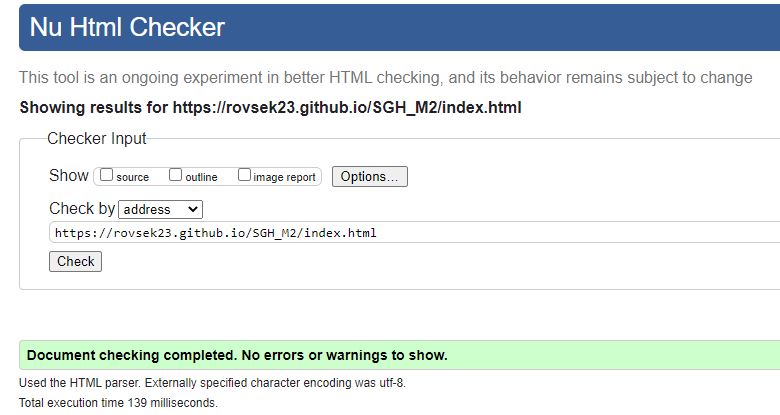 Nu Html Checker
This tool is an ongoing experiment in better HTML checking, and its behavior remains subject to change
Showing results for https://rovsek23.github.io/SGH_M2/index.html
Checker Input
Show source outline image report Options...
Check by address
https://rovsek23.github.io/SGH_M2/index.html
Check
Document checking completed. No errors or warnings to show.
Used the HTML parser. Externally specified character encoding was utf-8.
Total execution time 139 milliseconds.